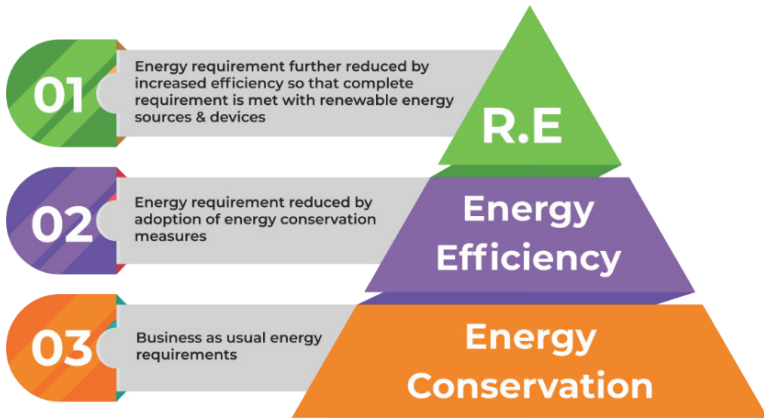 01
Energy requirement further reduced by
increased efficiency so that complete
requirement is met with renewable energy
sources & devices
R.E
02
Energy requirement reduced by
adoption of energy conservation
measures
Energy
Efficiency
03
Business as usual energy
requirements
Energy
Conservation